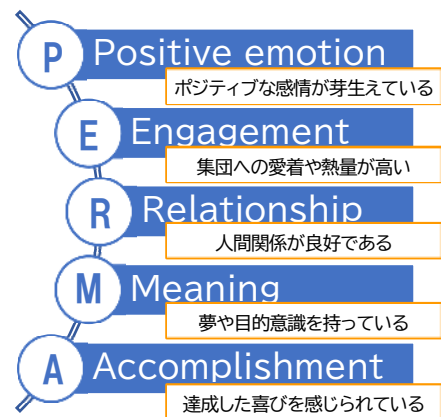 P Positive emotion
ポジティブな感情が芽生えている
E Engagement
集団への愛着や熱量が高い
R Relationship
人間関係が良好である
M Meaning
夢や目的意識を持っている
A Accomplishment
達成した喜びを感じられている